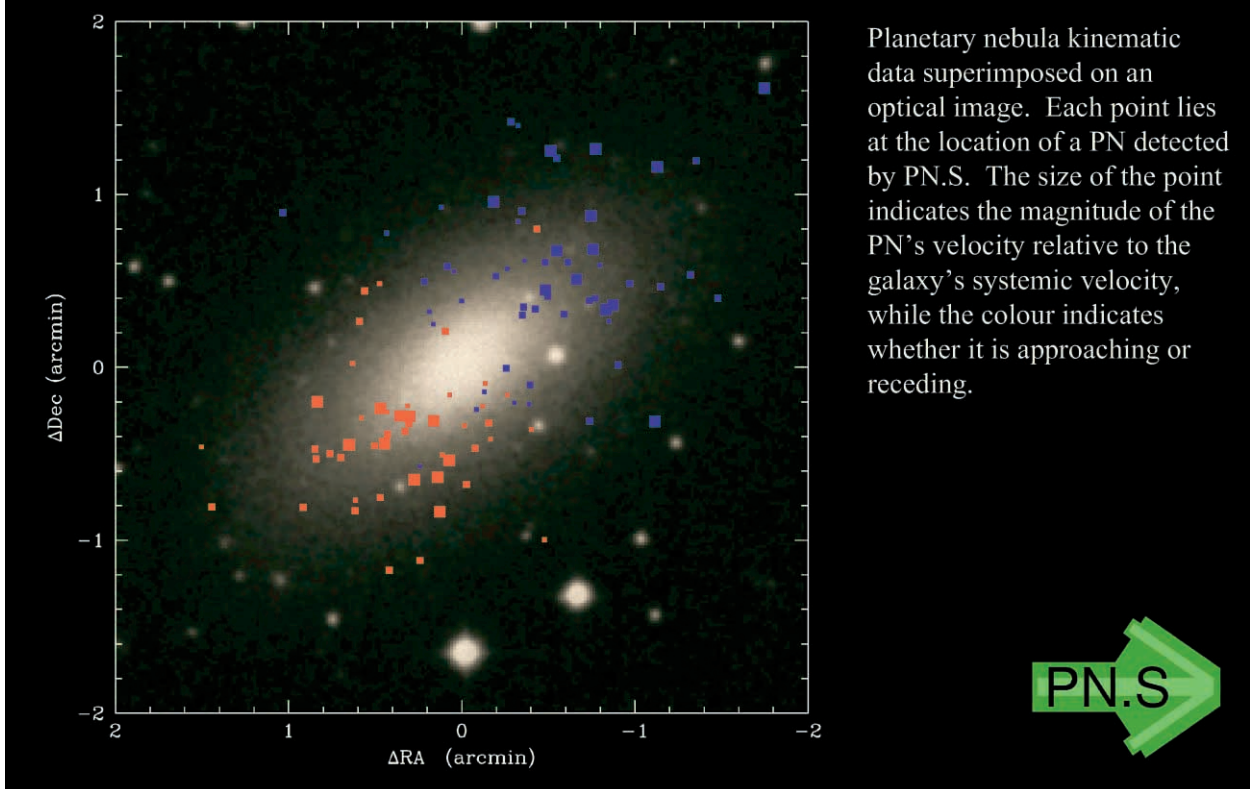 Planetary nebula kinematic
data superimposed on an
optical image. Each point lies
at the location of a PN detected
by PN.S. The size of the point
indicates the magnitude of the
PN's velocity relative to the
galaxy's systemic velocity,
while the colour indicates
whether it is approaching or
receding.
2
1
0
−1
−2
ΔDec (arcmin)
2 1 0 −1 −2
ΔRA (arcmin)
PN.S